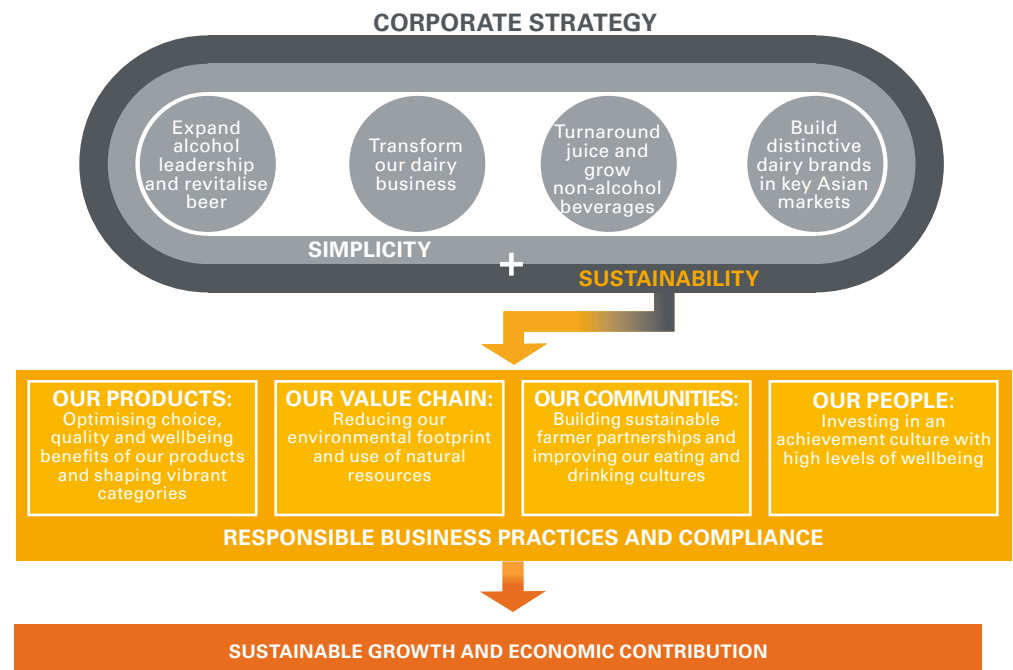 CORPORATE STRATEGY
Expand
alcohol
leadership
and revitalise
beer
Transform
our dairy
business
Turnaround
juice and
grow
non-alcohol
beverages
Build
distinctive
dairy brands
in key Asian
markets
SIMPLICITY
+
SUSTAINABILITY
OUR PRODUCTS:
Optimising choice,
quality and wellbeing
benefits of our products
and shaping vibrant
categories
OUR VALUE CHAIN:
Reducing our
environmental footprint
and use of natural
resources
OUR COMMUNITIES:
Building sustainable
farmer partnerships and
improving our eating and
drinking cultures
OUR PEOPLE:
Investing in an
achievement culture with
high levels of wellbeing
RESPONSIBLE BUSINESS PRACTICES AND COMPLIANCE
SUSTAINABLE GROWTH AND ECONOMIC CONTRIBUTION